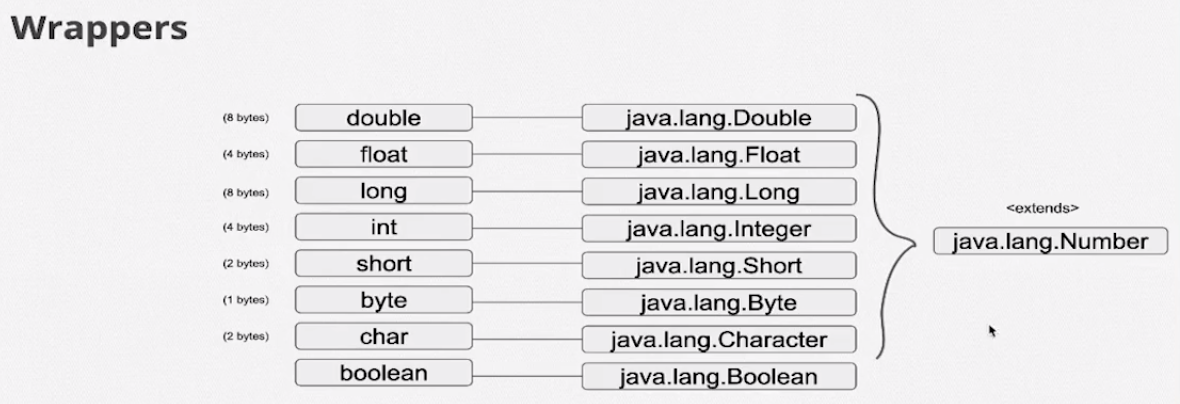 Wrappers
(8 bytes) double java.lang.Double
(4 bytes) float java.lang.Float
(8 bytes) long java.lang.Long
<extends>
(4 bytes) int java.lang.Integer
java.lang.Number
(2 bytes) short java.lang.Short
(1 bytes) byte java.lang.Byte
(2 bytes) char java.lang.Character
boolean java.lang.Boolean